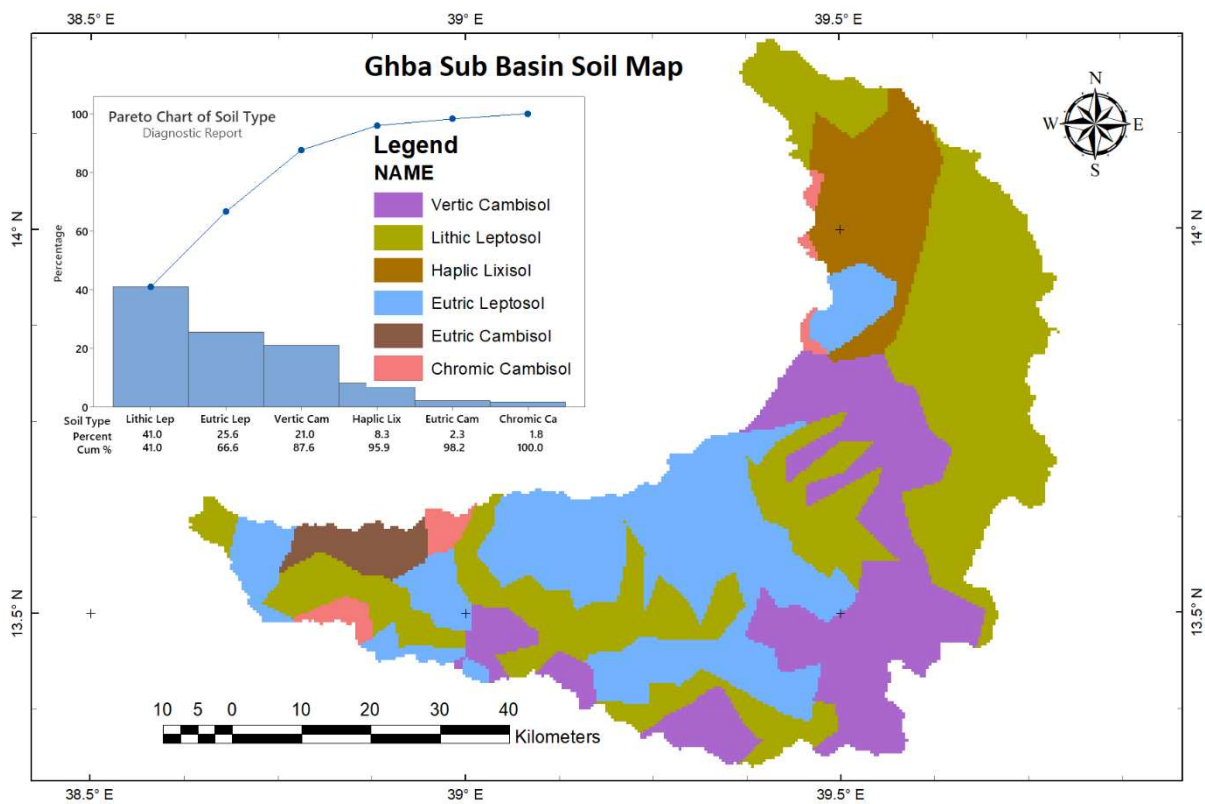 38.5° E 39° E 39.5° E
Ghba Sub Basin Soil Map
N
W E
S
Pareto Chart of Soil Type
Diagnostic Report
Percentage
100
80
60
40
20
0
Legend
NAME
Vertic Cambisol
Lithic Leptosol
Haplic Lixisol
Eutric Leptosol
Eutric Cambisol
Chromic Cambisol
Soil Type Lithic Lep Eutric Lep Vertic Cam Haplic Lix Eutric Cam Chromic Ca
Percent 41.0 25.6 21.0 8.3 2.3 1.8
Cum % 41.0 66.6 87.6 95.9 98.2 100.0
14° N 14° N
13.5° N 13.5° N
10 5 0 10 20 30 40
Kilometers
38.5° E 39° E 39.5° E